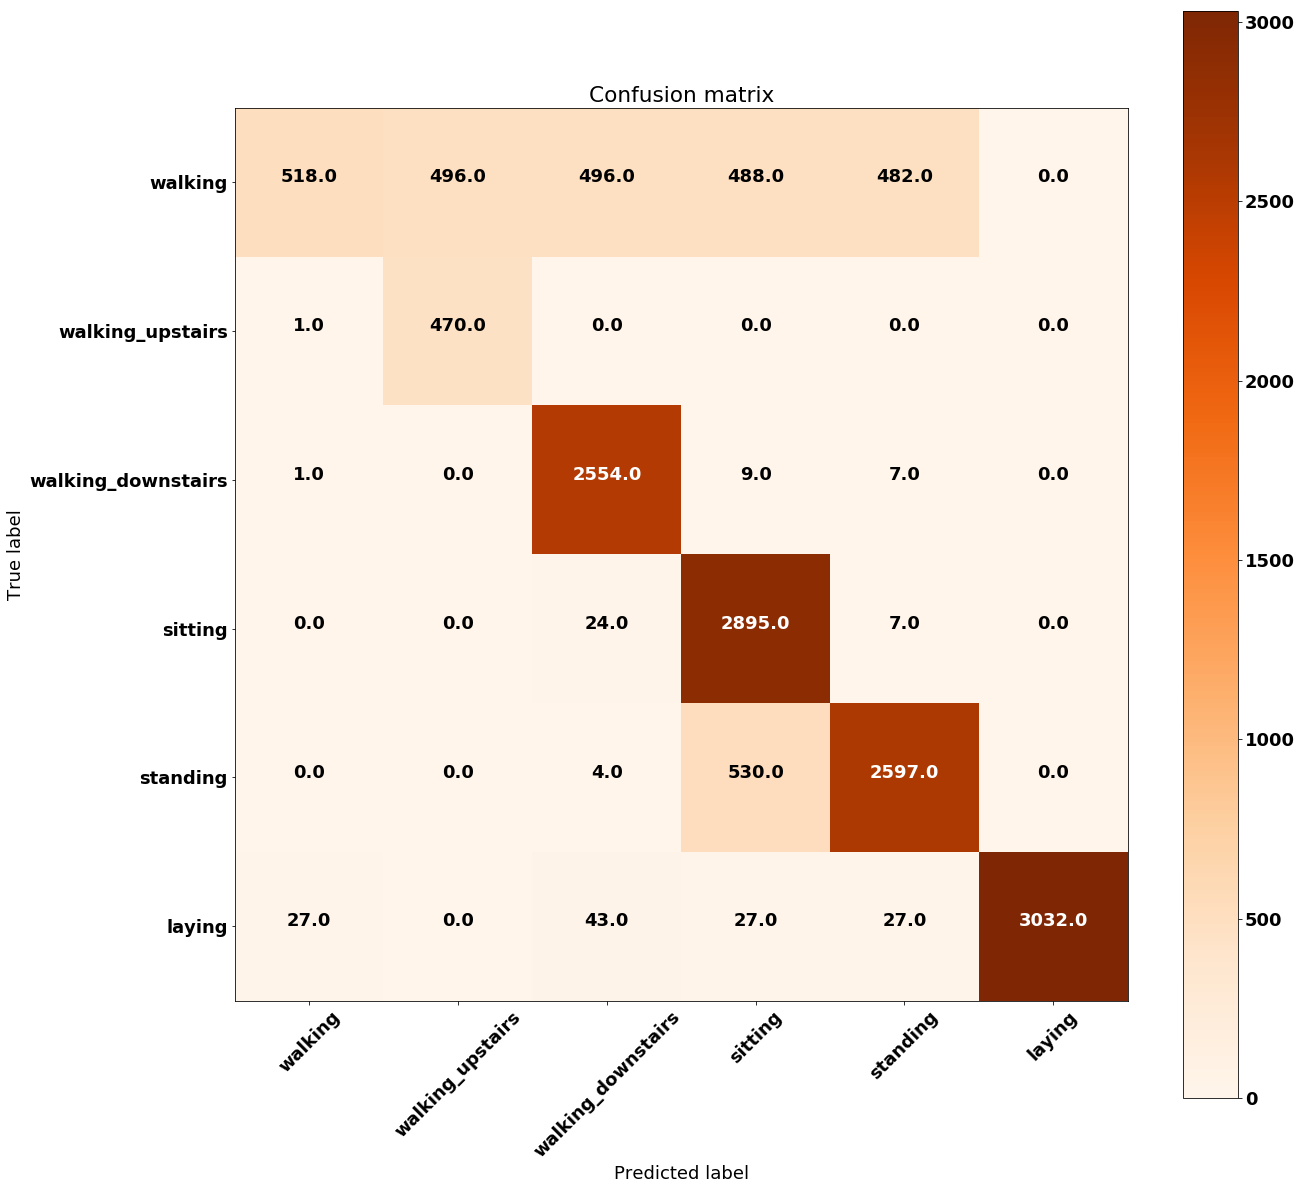 Confusion matrix
3000
2500
2000
1500
1000
500
0
True label
walking 518.0 496.0 496.0 488.0 482.0 0.0
walking_upstairs 1.0 470.0 0.0 0.0 0.0 0.0
walking_downstairs 1.0 0.0 2554.0 9.0 7.0 0.0
sitting 0.0 0.0 24.0 2895.0 7.0 0.0
standing 0.0 0.0 4.0 530.0 2597.0 0.0
laying 27.0 0.0 43.0 27.0 27.0 3032.0
walking walking_upstairs walking_downstairs sitting standing laying
Predicted label